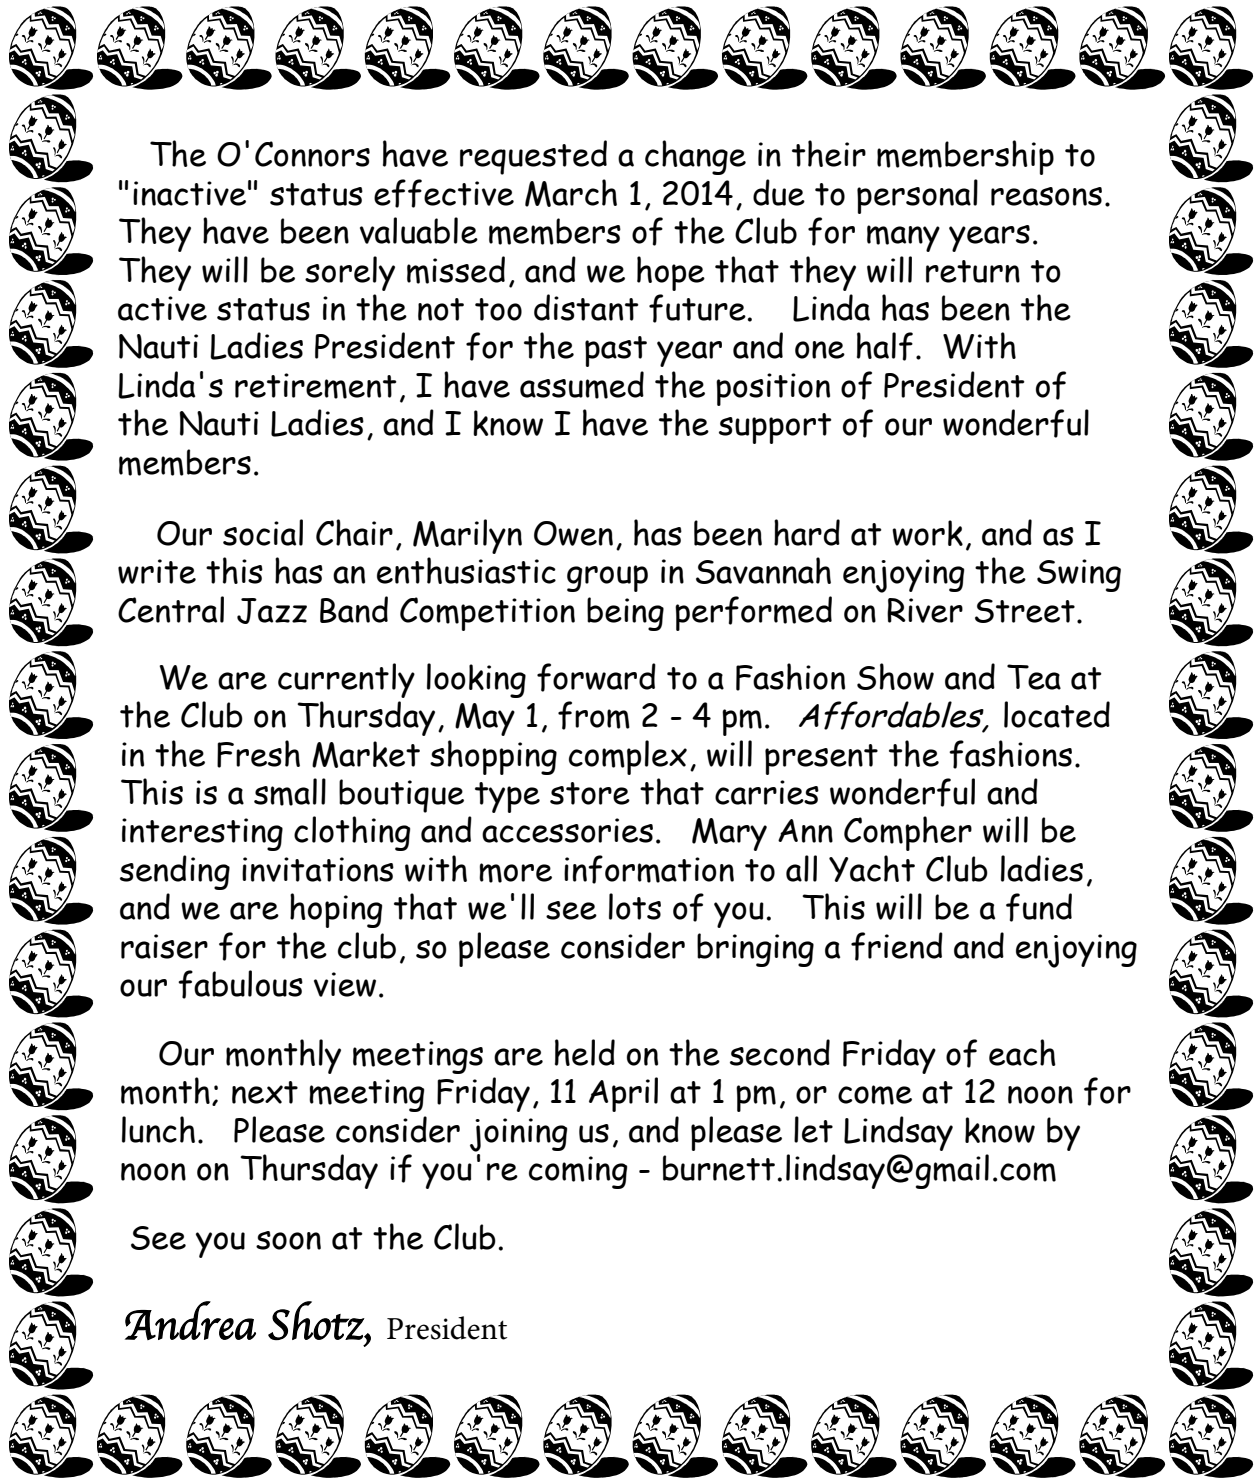 The O'Connors have requested a change in their membership to
"inactive" status effective March 1, 2014, due to personal reasons.
They have been valuable members of the Club for many years.
They will be sorely missed, and we hope that they will return to
active status in the not too distant future. Linda has been the
Nauti Ladies President for the past year and one half. With
Linda's retirement, I have assumed the position of President of
the Nauti Ladies, and I know I have the support of our wonderful
members.
Our social Chair, Marilyn Owen, has been hard at work, and as I
write this has an enthusiastic group in Savannah enjoying the Swing
Central Jazz Band Competition being performed on River Street.
We are currently looking forward to a Fashion Show and Tea at
the Club on Thursday, May 1, from 2 - 4 pm. Affordables, located
in the Fresh Market shopping complex, will present the fashions.
This is a small boutique type store that carries wonderful and
interesting clothing and accessories. Mary Ann Compher will be
sending invitations with more information to all Yacht Club ladies,
and we are hoping that we'll see lots of you. This will be a fund
raiser for the club, so please consider bringing a friend and enjoying
our fabulous view.
Our monthly meetings are held on the second Friday of each
month; next meeting Friday, 11 April at 1 pm, or come at 12 noon for
lunch. Please consider joining us, and please let Lindsay know by
noon on Thursday if you're coming - burnett.lindsay@gmail.com
See you soon at the Club.
Andrea Shotz, President